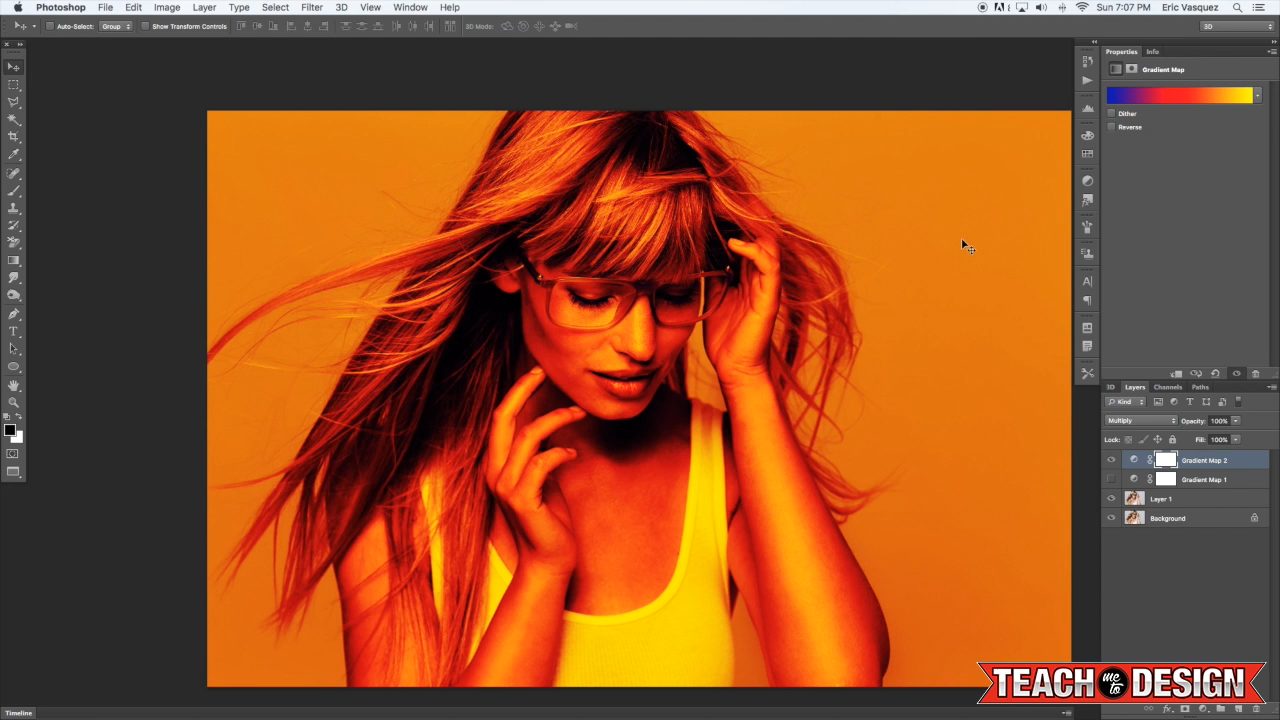 Photoshop File Edit Image Layer Type Select Filter 3D View Window Help Sun 7:07 PM Eric Vasquez
Auto-Select: Group Show Transform Controls 3D Mode: 3D
Properties Info
Gradient Map
Dither
Reverse
3D Layers Channels Paths
Kind
Multiply Opacity: 100%
Lock: Fill: 100%
Gradient Map 2
Gradient Map 1
Layer 1
Background
TEACH me to DESIGN
Timeline